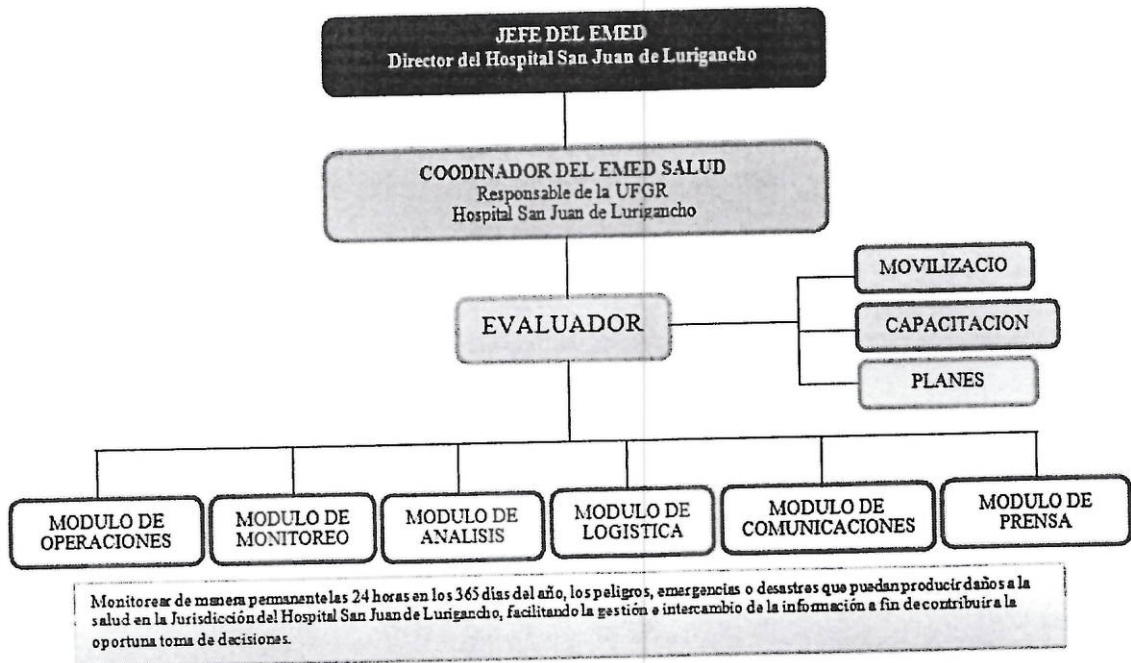 JEFE DEL EMED
Director del Hospital San Juan de Lurigancho
COODINADOR DEL EMED SALUD
Responsable de la UFGR
Hospital San Juan de Lurigancho
EVALUADOR
MOVILIZACIO
CAPACITACION
PLANES
MODULO DE
OPERACIONES
MODULO DE
MONITOREO
MODULO DE
ANALISIS
MODULO DE
LOGISTICA
MODULO DE
COMUNICACIONES
MODULO DE
PRENSA
Monitorear de manera permanente las 24 horas en los 365 dias del año, los peligros, emergencias o desastres que puedan producir daños a la
salud en la Jurisdicción del Hospital San Juan de Lurigancho, facilitando la gestión e intercambio de la información a fin de contribuir a la
oportuna toma de decisiones.